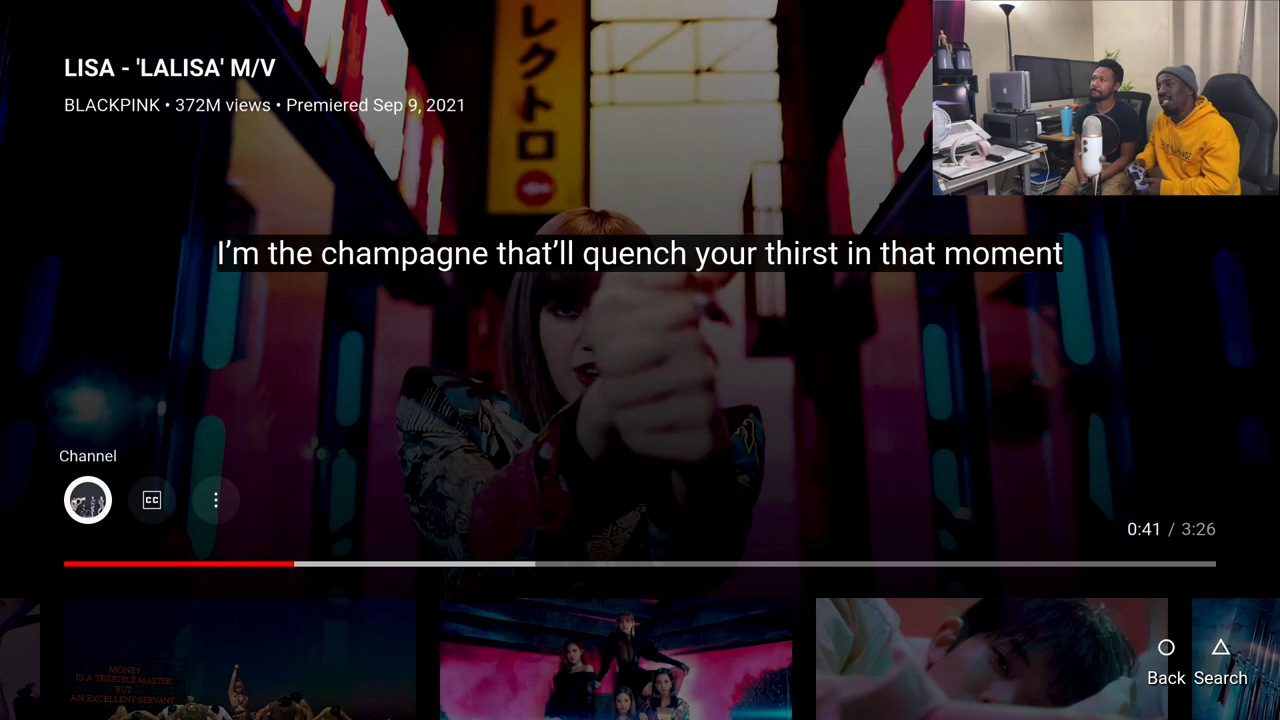 LISA - 'LALISA' M/V
BLACKPINK • 372M views • Premiered Sep 9, 2021
レクトロ
I’m the champagne that’ll quench your thirst in that moment
Channel
CC
0:41 / 3:26
MONEY
IS A TERRIBLE MASTER
BUT
AN EXCELLENT SERVANT
Back Search